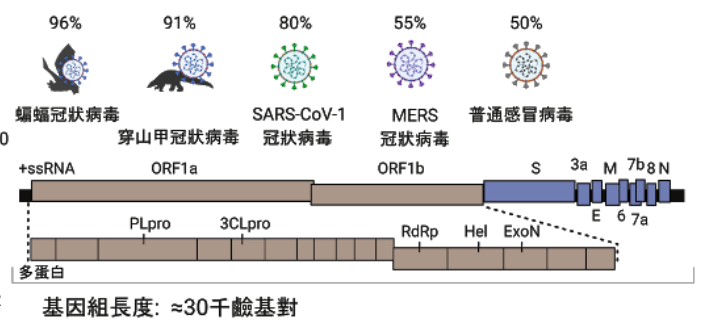 96% 91% 80% 55% 50%
蝙蝠冠狀病毒 穿山甲冠狀病毒 SARS-CoV-1 冠狀病毒 MERS 冠狀病毒 普通感冒病毒
0
+ssRNA ORF1a ORF1b S 3a M 7b 8 N
E 6 7a
PLpro 3CLpro RdRp Hel ExoN
多蛋白
基因組長度: ≈30千鹼基對